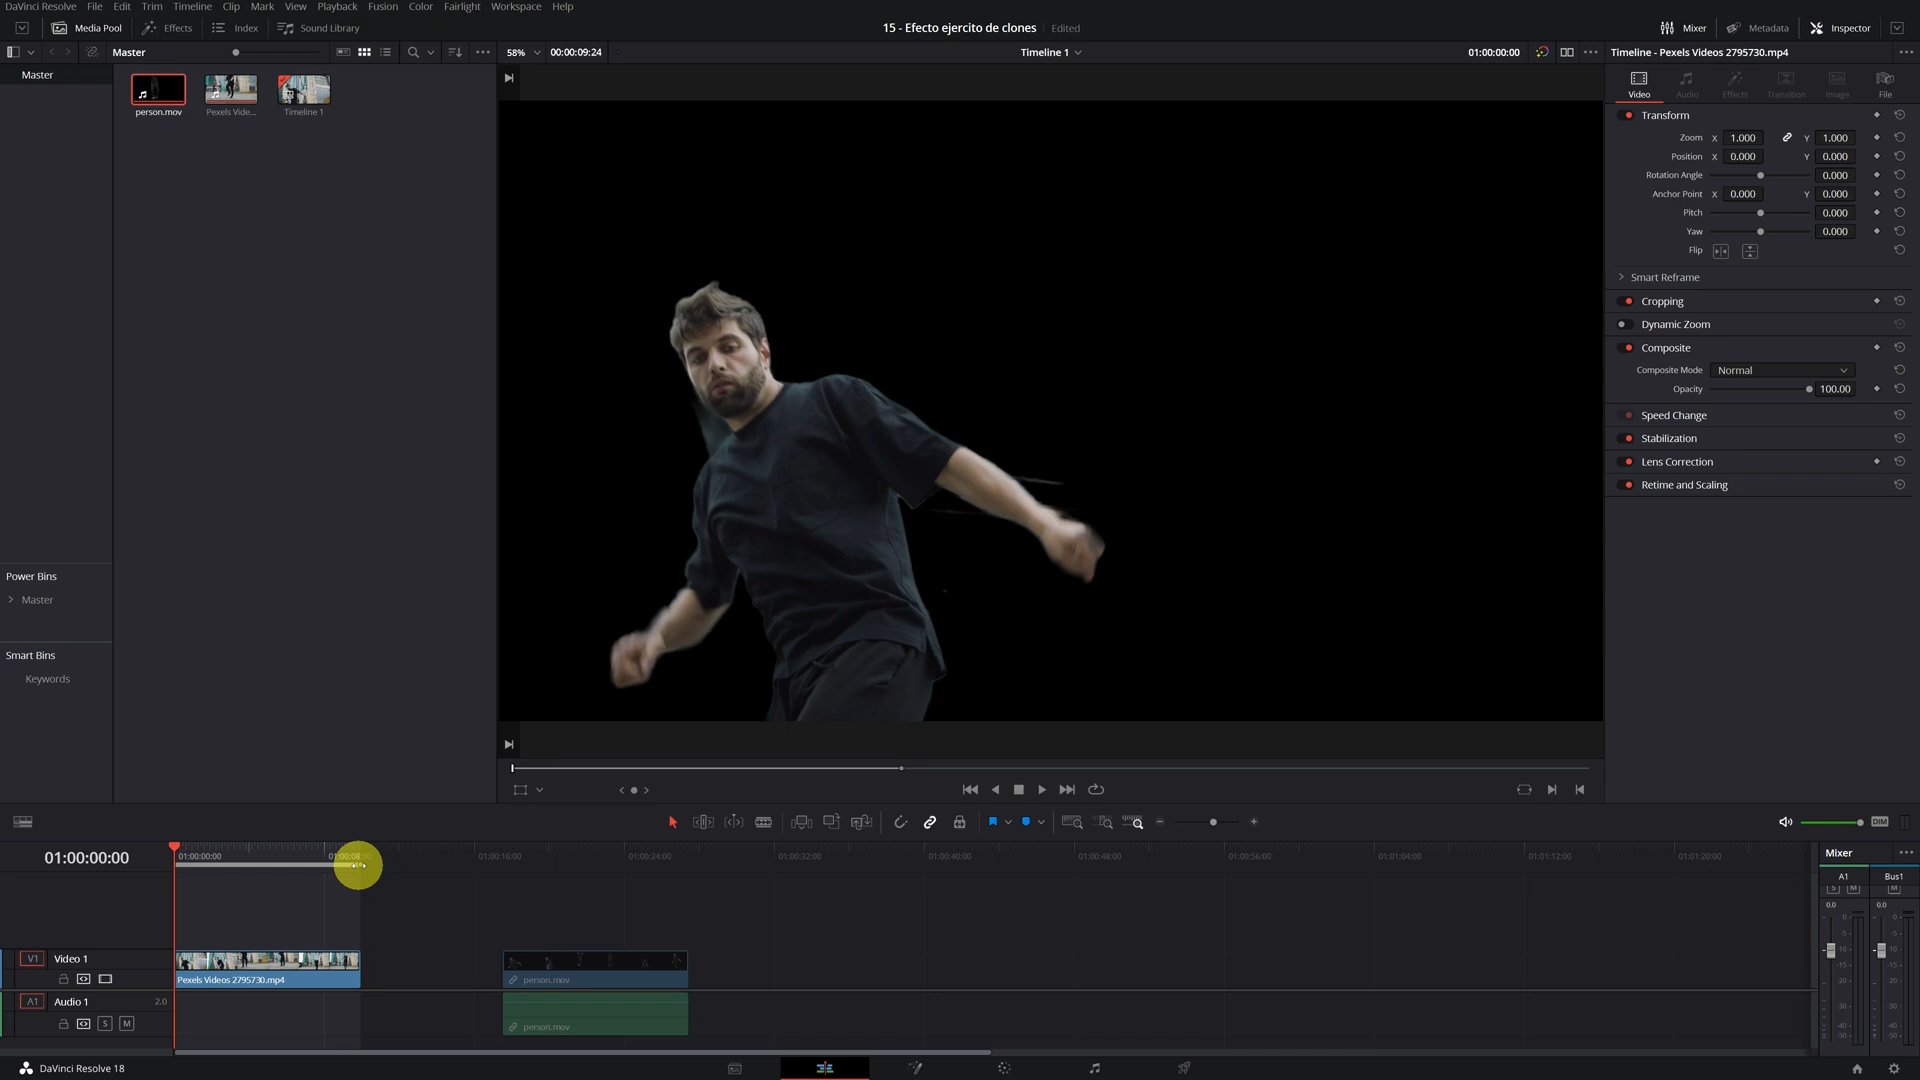 DaVinci Resolve File Edit Trim Timeline Clip Mark View Playback Fusion Color Fairlight Workspace Help
Media Pool Effects Index Sound Library 15 - Efecto ejercito de clones Edited Mixer Metadata Inspector
Master 58% 00:00:09:24 Timeline 1 01:00:00:00 Timeline - Pexels Videos 2795730.mp4
Master
person.mov Pexels Vide... Timeline 1
Video Audio Effects Transition Image File
Transform
Zoom X 1.000 Y 1.000
Position X 0.000 Y 0.000
Rotation Angle 0.000
Anchor Point X 0.000 Y 0.000
Pitch 0.000
Yaw 0.000
Flip
Smart Reframe
Cropping
Dynamic Zoom
Composite
Composite Mode Normal
Opacity 100.00
Speed Change
Stabilization
Lens Correction
Retime and Scaling
Power Bins
Master
Smart Bins
Keywords
DIM
01:00:00:00 01:00:00:00 01:00:08 01:00:16:00 01:00:24:00 01:00:32:00 01:00:40:00 01:00:48:00 01:00:56:00 01:01:04:00 01:01:12:00 01:01:20:00
Mixer
A1 Bus1
S M M
0.0 0.0
V1 Video 1
Pexels Videos 2795730.mp4 person.mov
A1 Audio 1 2.0
S M person.mov
DaVinci Resolve 18